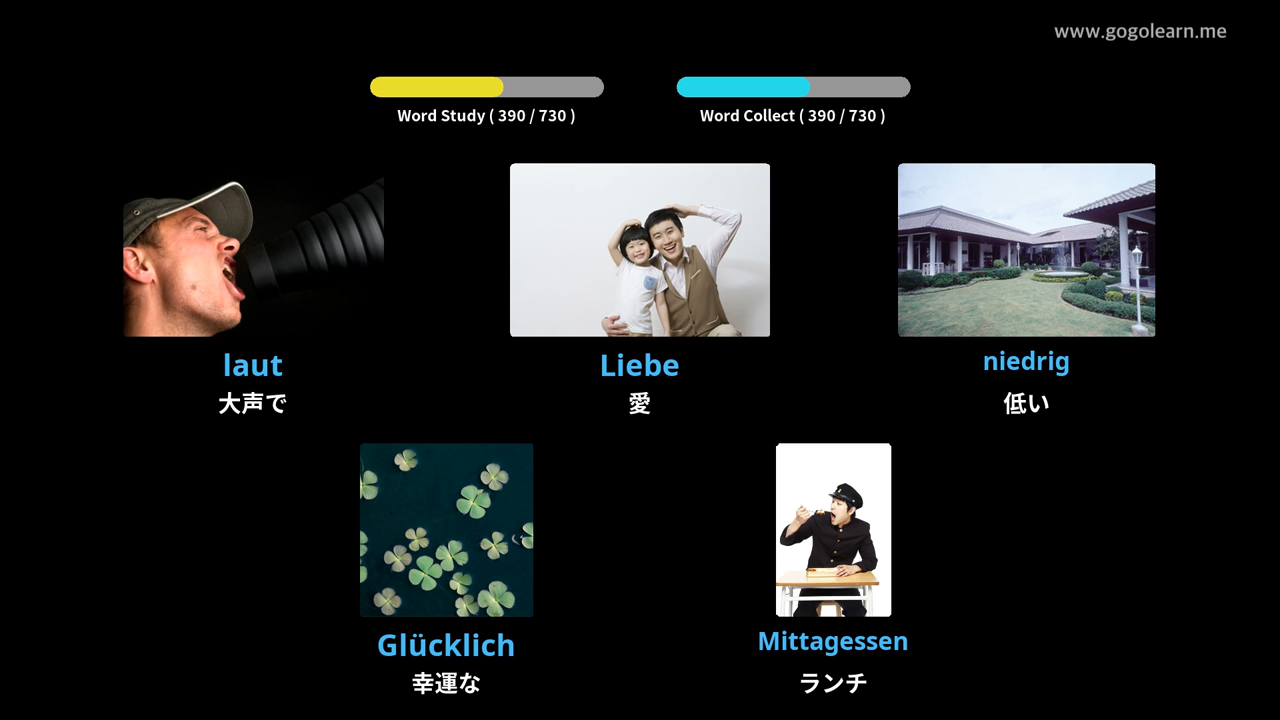 www.gogolearn.me
Word Study ( 390 / 730 )
Word Collect ( 390 / 730 )
laut
大声で
Liebe
愛
niedrig
低い
Glücklich
幸運な
Mittagessen
ランチ